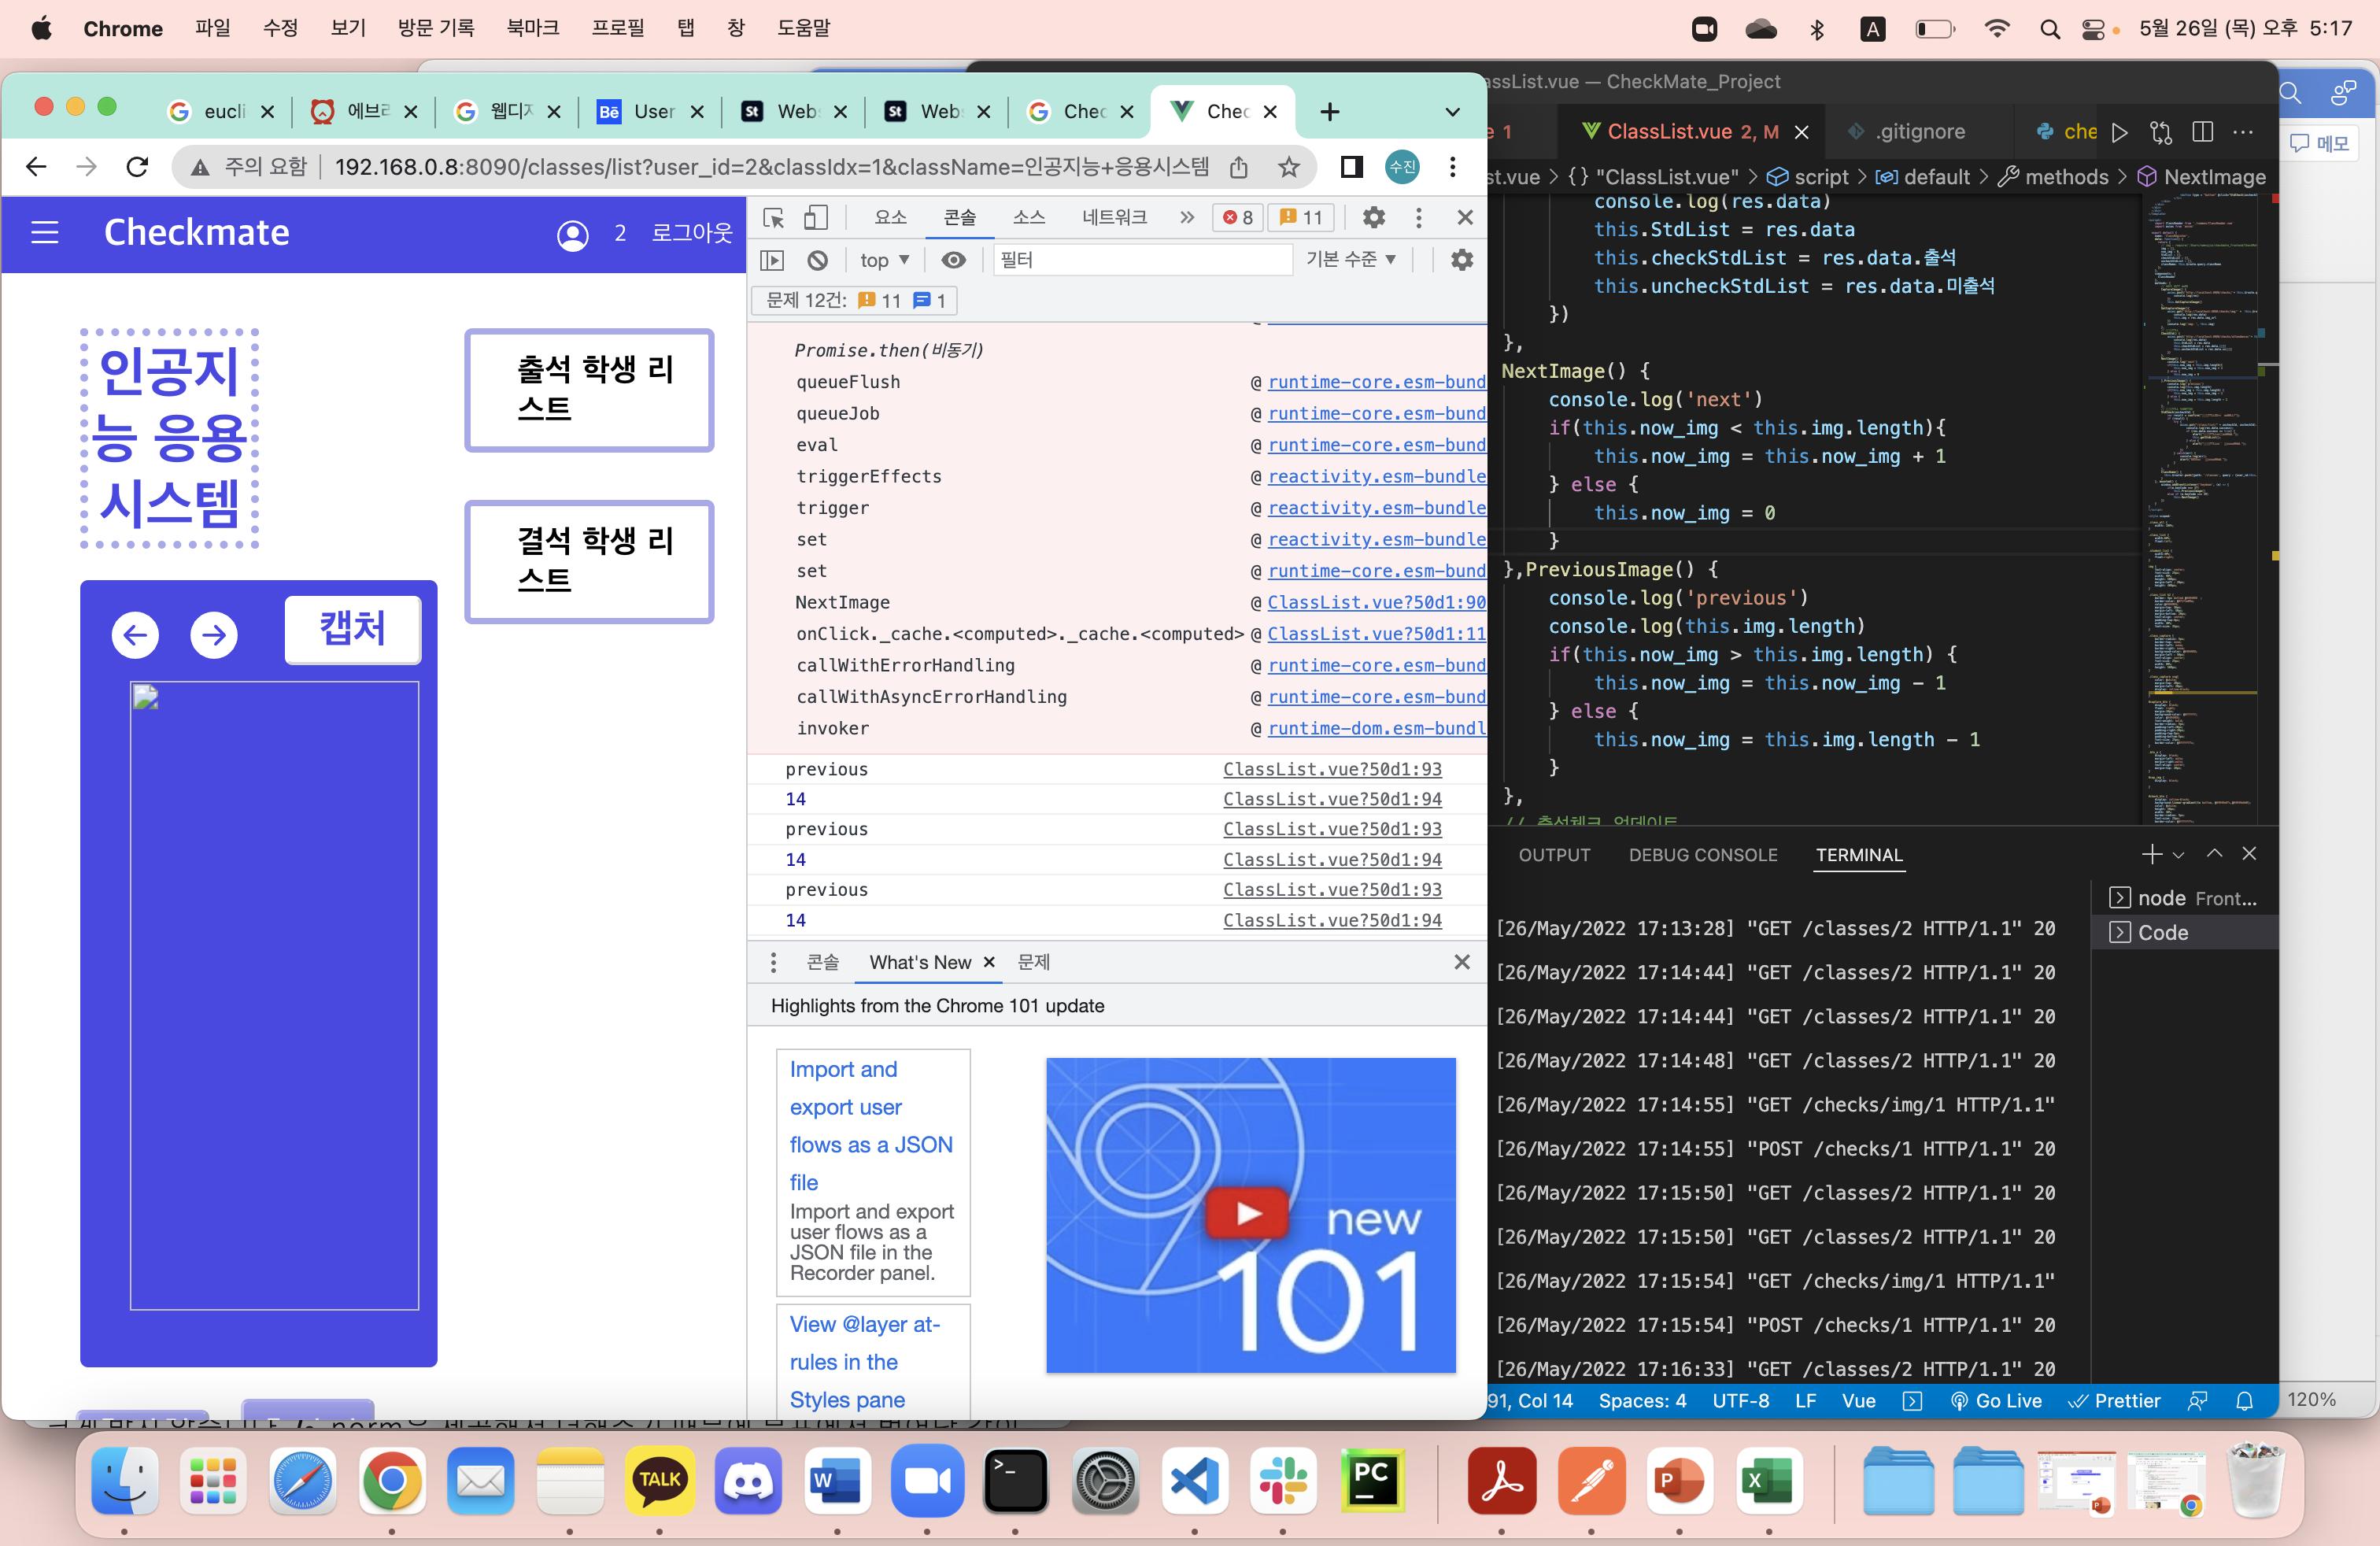 Chrome 파일 수정 보기 방문 기록 북마크 프로필 탭 창 도움말
A 5월 26일 (목) 오후 5:17
eucli 에브 웹디 Bē User St Web St Web Chec Chec
주의 요함 192.168.0.8:8090/classes/list?user_id=2&classIdx=1&className=인공지능+응용시스템 수진
Checkmate 2 로그아웃
인공지
능 응용
시스템
캡처
출석 학생 리
스트
결석 학생 리
스트
요소 콘솔 소스 네트워크 » 8 11
top 필터 기본 수준
문제 12건: 11 1
Promise.then(비동기)
queueFlush @ runtime-core.esm-bund
queueJob @ runtime-core.esm-bund
eval @ runtime-core.esm-bund
triggerEffects @ reactivity.esm-bundle
trigger @ reactivity.esm-bundle
set @ reactivity.esm-bundle
set @ runtime-core.esm-bund
NextImage @ ClassList.vue?50d1:90
onClick._cache.<computed>._cache.<computed> @ ClassList.vue?50d1:11
callWithErrorHandling @ runtime-core.esm-bund
callWithAsyncErrorHandling @ runtime-core.esm-bund
invoker @ runtime-dom.esm-bundl
previous ClassList.vue?50d1:93
14 ClassList.vue?50d1:94
previous ClassList.vue?50d1:93
14 ClassList.vue?50d1:94
previous ClassList.vue?50d1:93
14 ClassList.vue?50d1:94
콘솔 What's New 문제
Highlights from the Chrome 101 update
Import and
export user
flows as a JSON
file
Import and export
user flows as a
JSON file in the
Recorder panel.
View @layer at-
rules in the
Styles pane
new
101
assList.vue — CheckMate_Project
e 1 ClassList.vue 2, M .gitignore che
메모
st.vue > {} "ClassList.vue" > script > default > methods > NextImage
console.log(res.data)
this.StdList = res.data
this.checkStdList = res.data.출석
this.uncheckStdList = res.data.미출석
})
},
NextImage() {
console.log('next')
if(this.now_img < this.img.length){
this.now_img = this.now_img + 1
} else {
this.now_img = 0
}
},PreviousImage() {
console.log('previous')
console.log(this.img.length)
if(this.now_img > this.img.length) {
this.now_img = this.now_img - 1
} else {
this.now_img = this.img.length - 1
}
},
// 출석체크 업데이트
OUTPUT DEBUG CONSOLE TERMINAL
node Front...
Code
[26/May/2022 17:13:28] "GET /classes/2 HTTP/1.1" 20
[26/May/2022 17:14:44] "GET /classes/2 HTTP/1.1" 20
[26/May/2022 17:14:44] "GET /classes/2 HTTP/1.1" 20
[26/May/2022 17:14:48] "GET /classes/2 HTTP/1.1" 20
[26/May/2022 17:14:55] "GET /checks/img/1 HTTP/1.1"
[26/May/2022 17:14:55] "POST /checks/1 HTTP/1.1" 20
[26/May/2022 17:15:50] "GET /classes/2 HTTP/1.1" 20
[26/May/2022 17:15:50] "GET /classes/2 HTTP/1.1" 20
[26/May/2022 17:15:54] "GET /checks/img/1 HTTP/1.1"
[26/May/2022 17:15:54] "POST /checks/1 HTTP/1.1" 20
[26/May/2022 17:16:33] "GET /classes/2 HTTP/1.1" 20
91, Col 14 Spaces: 4 UTF-8 LF Vue Go Live Prettier
120%
TALK W >_ PC P X